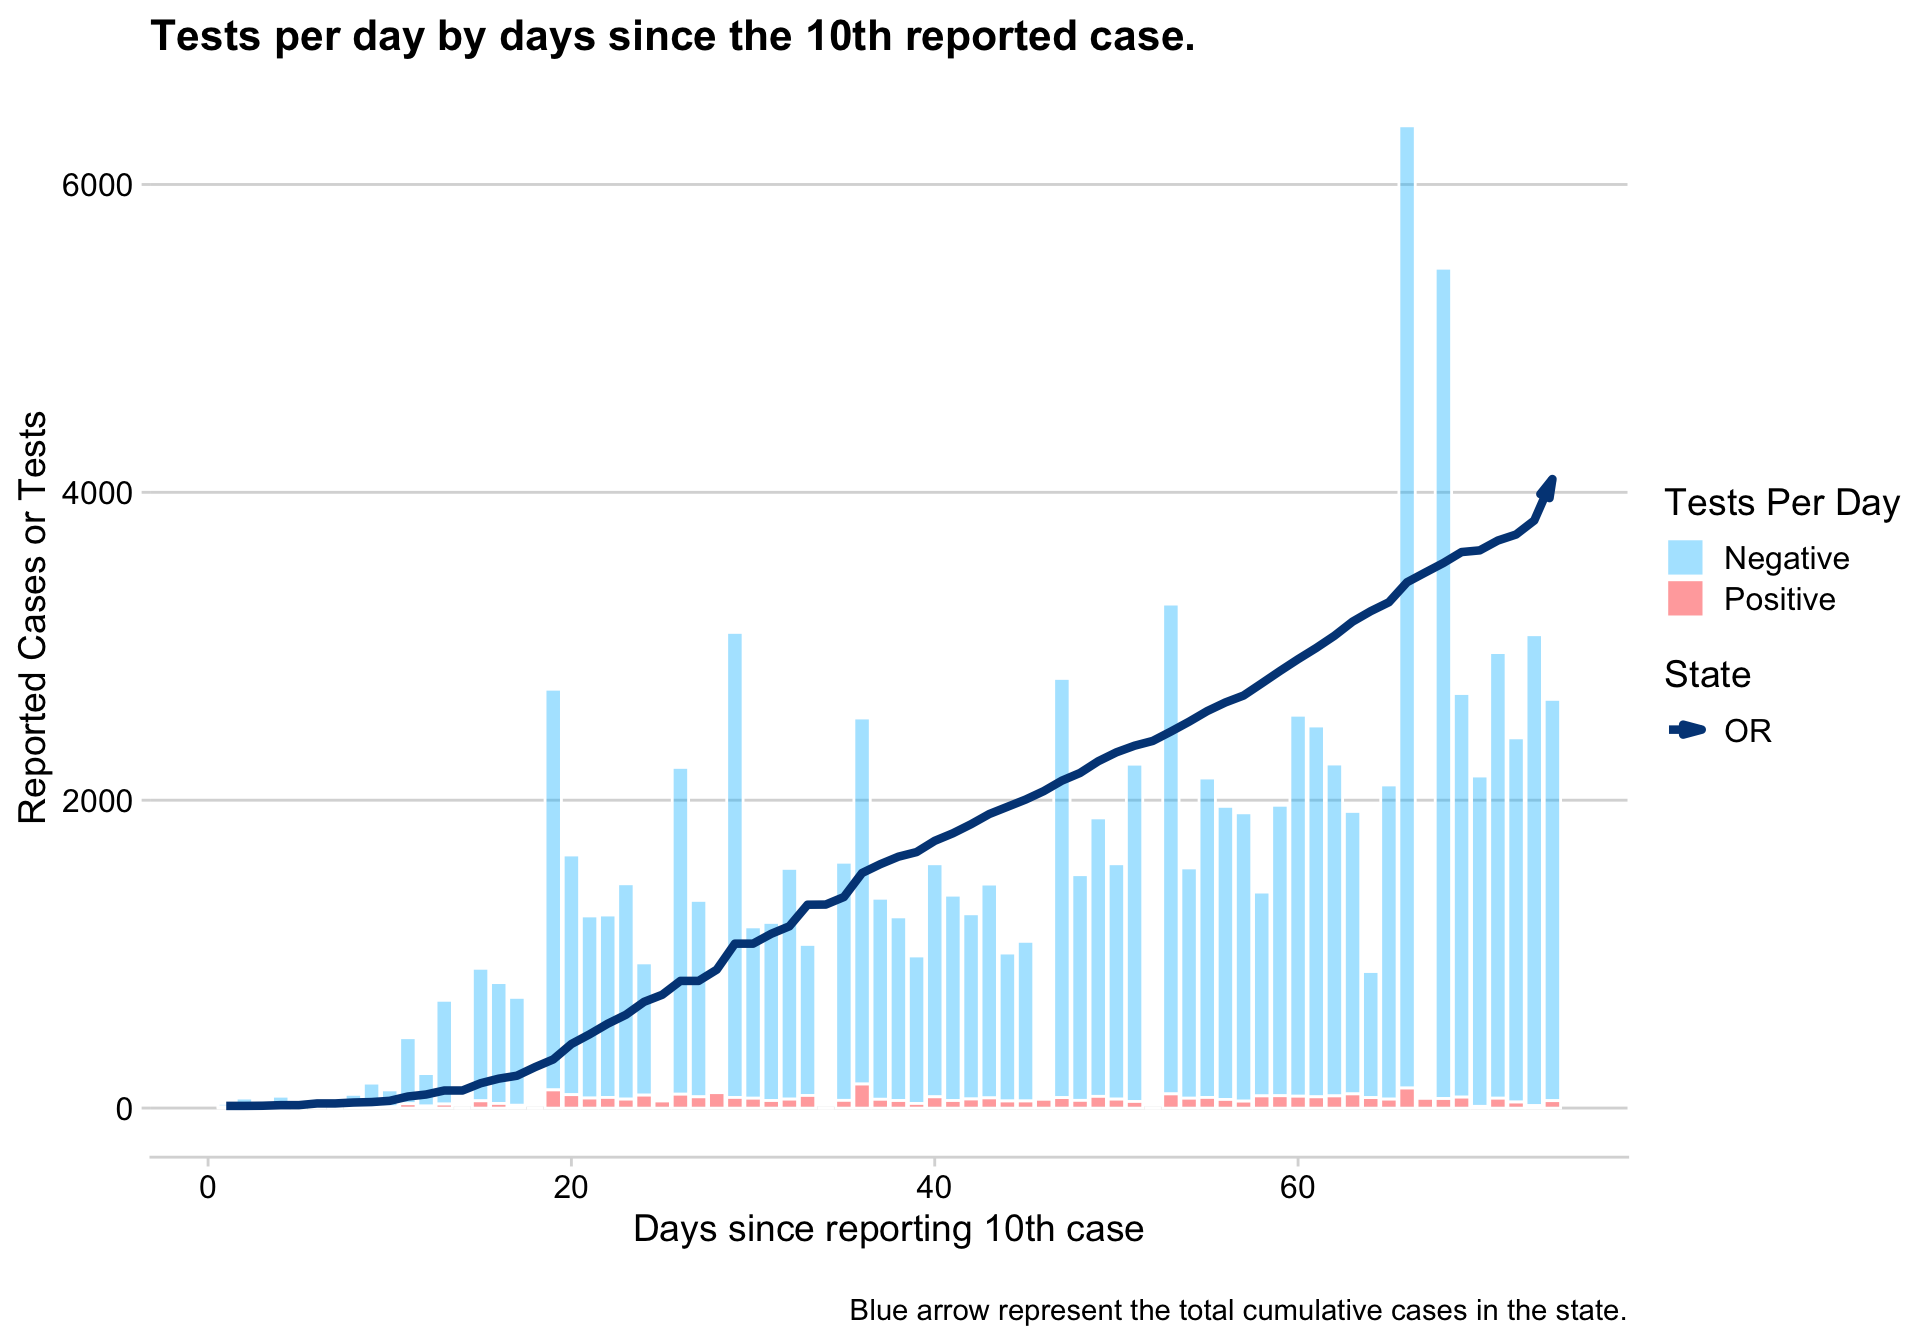 Tests per day by days since the 10th reported case.
6000
4000
2000
0
Reported Cases or Tests
0 20 40 60
Days since reporting 10th case
Tests Per Day
Negative
Positive
State
OR
Blue arrow represent the total cumulative cases in the state.